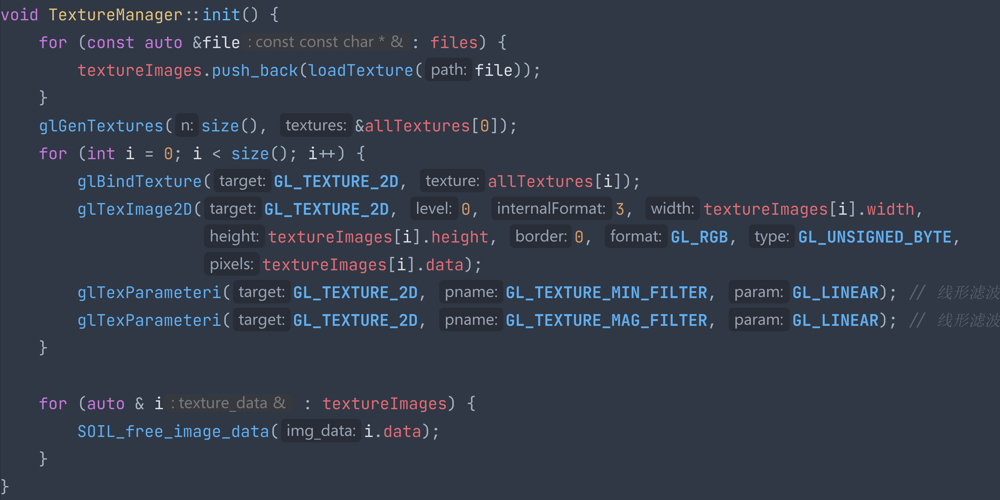 void TextureManager::init() {
for (const auto &file : const const char * & : files) {
textureImages.push_back(loadTexture( path: file));
}
glGenTextures( n: size(), textures: &allTextures[0]);
for (int i = 0; i < size(); i++) {
glBindTexture( target: GL_TEXTURE_2D, texture: allTextures[i]);
glTexImage2D( target: GL_TEXTURE_2D, level: 0, internalFormat: 3, width: textureImages[i].width,
height: textureImages[i].height, border: 0, format: GL_RGB, type: GL_UNSIGNED_BYTE,
pixels: textureImages[i].data);
glTexParameteri( target: GL_TEXTURE_2D, pname: GL_TEXTURE_MIN_FILTER, param: GL_LINEAR); // 线形滤波
glTexParameteri( target: GL_TEXTURE_2D, pname: GL_TEXTURE_MAG_FILTER, param: GL_LINEAR); // 线形滤波
}
for (auto & i : texture_data & : textureImages) {
SOIL_free_image_data( img_data: i.data);
}
}